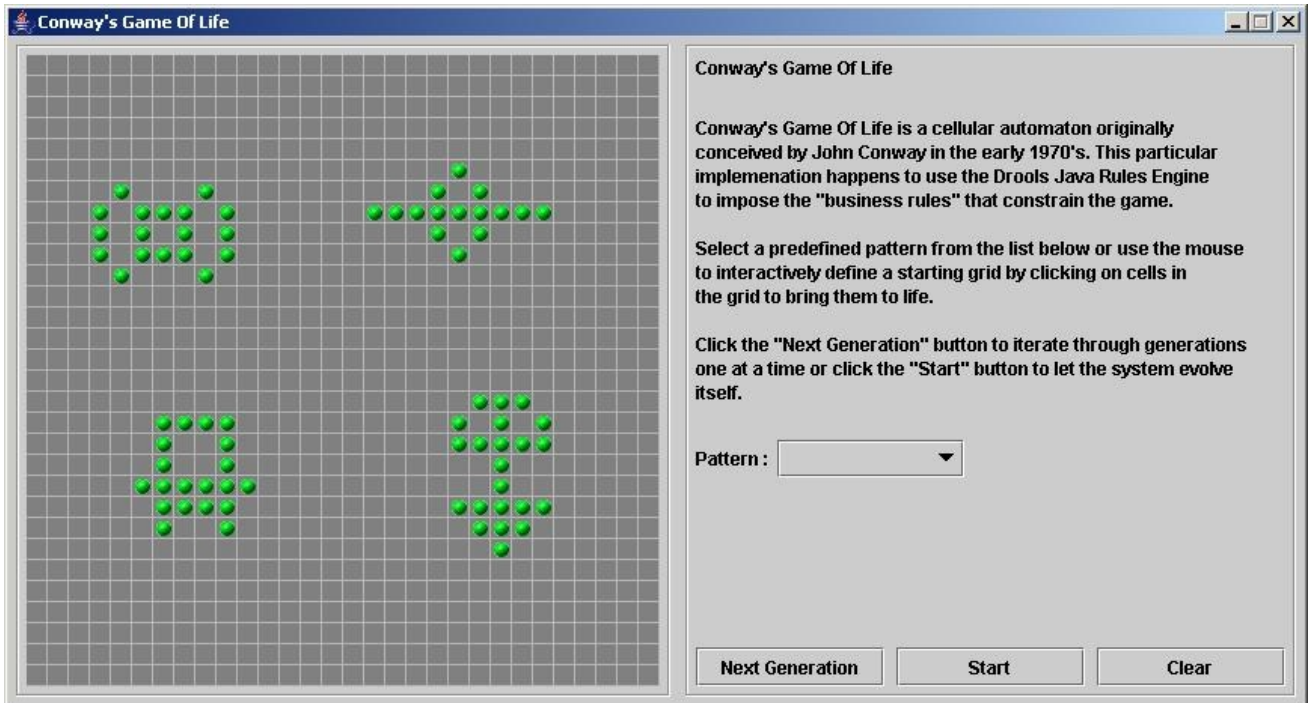 Conway's Game Of Life
Conway's Game Of Life
Conway's Game Of Life is a cellular automaton originally
conceived by John Conway in the early 1970's. This particular
implemenation happens to use the Drools Java Rules Engine
to impose the "business rules" that constrain the game.
Select a predefined pattern from the list below or use the mouse
to interactively define a starting grid by clicking on cells in
the grid to bring them to life.
Click the "Next Generation" button to iterate through generations
one at a time or click the "Start" button to let the system evolve
itself.
Pattern :
Next Generation Start Clear